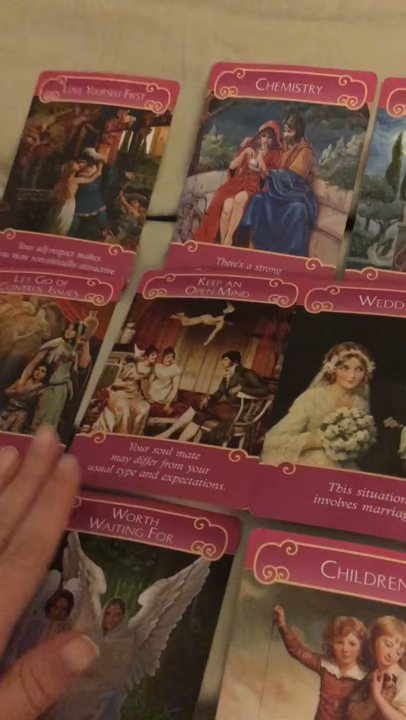 LOVE YOURSELF FIRST
Your self-respect makes
you more romantically attractive.
CHEMISTRY
There's a strong
LET GO OF
CONTROL ISSUES
KEEP AN
OPEN MIND
Your soul mate
may differ from your
usual type and expectations.
WEDD
This situation
involves marriag
WORTH
WAITING FOR
CHILDREN